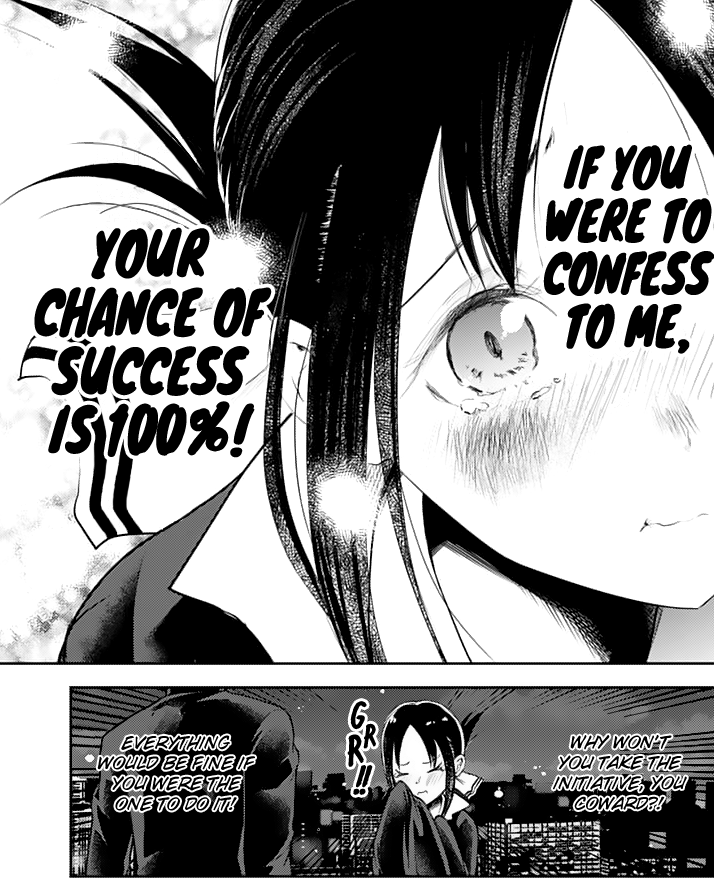 IF YOU
WERE TO
CONFESS
TO ME,
YOUR
CHANCE OF
SUCCESS
IS 100%!
WHY WON'T
YOU TAKE THE
INITIATIVE, YOU
COWARD?!
GRR!!
EVERYTHING
WOULD BE FINE IF
YOU WERE THE
ONE TO DO IT!